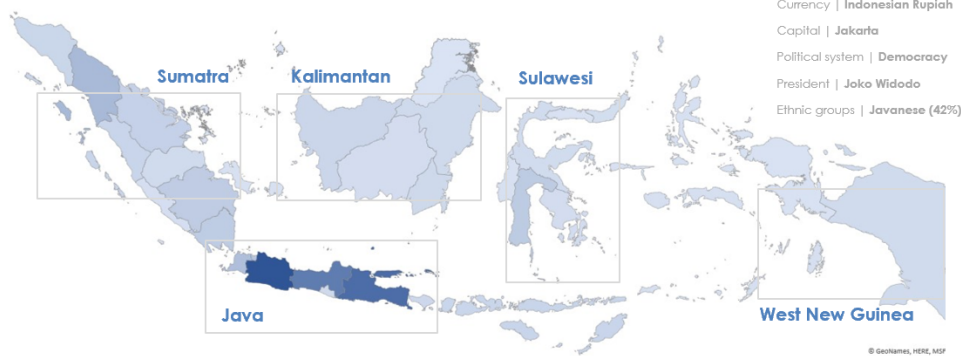 Currency | Indonesian Rupiah
Capital | Jakarta
Political system | Democracy
President | Joko Widodo
Ethnic groups | Javanese (42%)
Sumatra
Kalimantan
Sulawesi
Java
West New Guinea
© GeoNames, HERE, MSF